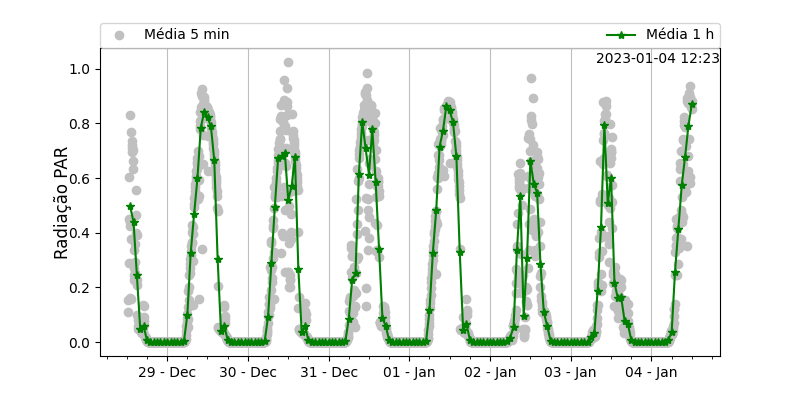 Média 5 min
Média 1 h
2023-01-04 12:23
Radiação PAR
1.0
0.8
0.6
0.4
0.2
0.0
29 - Dec
30 - Dec
31 - Dec
01 - Jan
02 - Jan
03 - Jan
04 - Jan